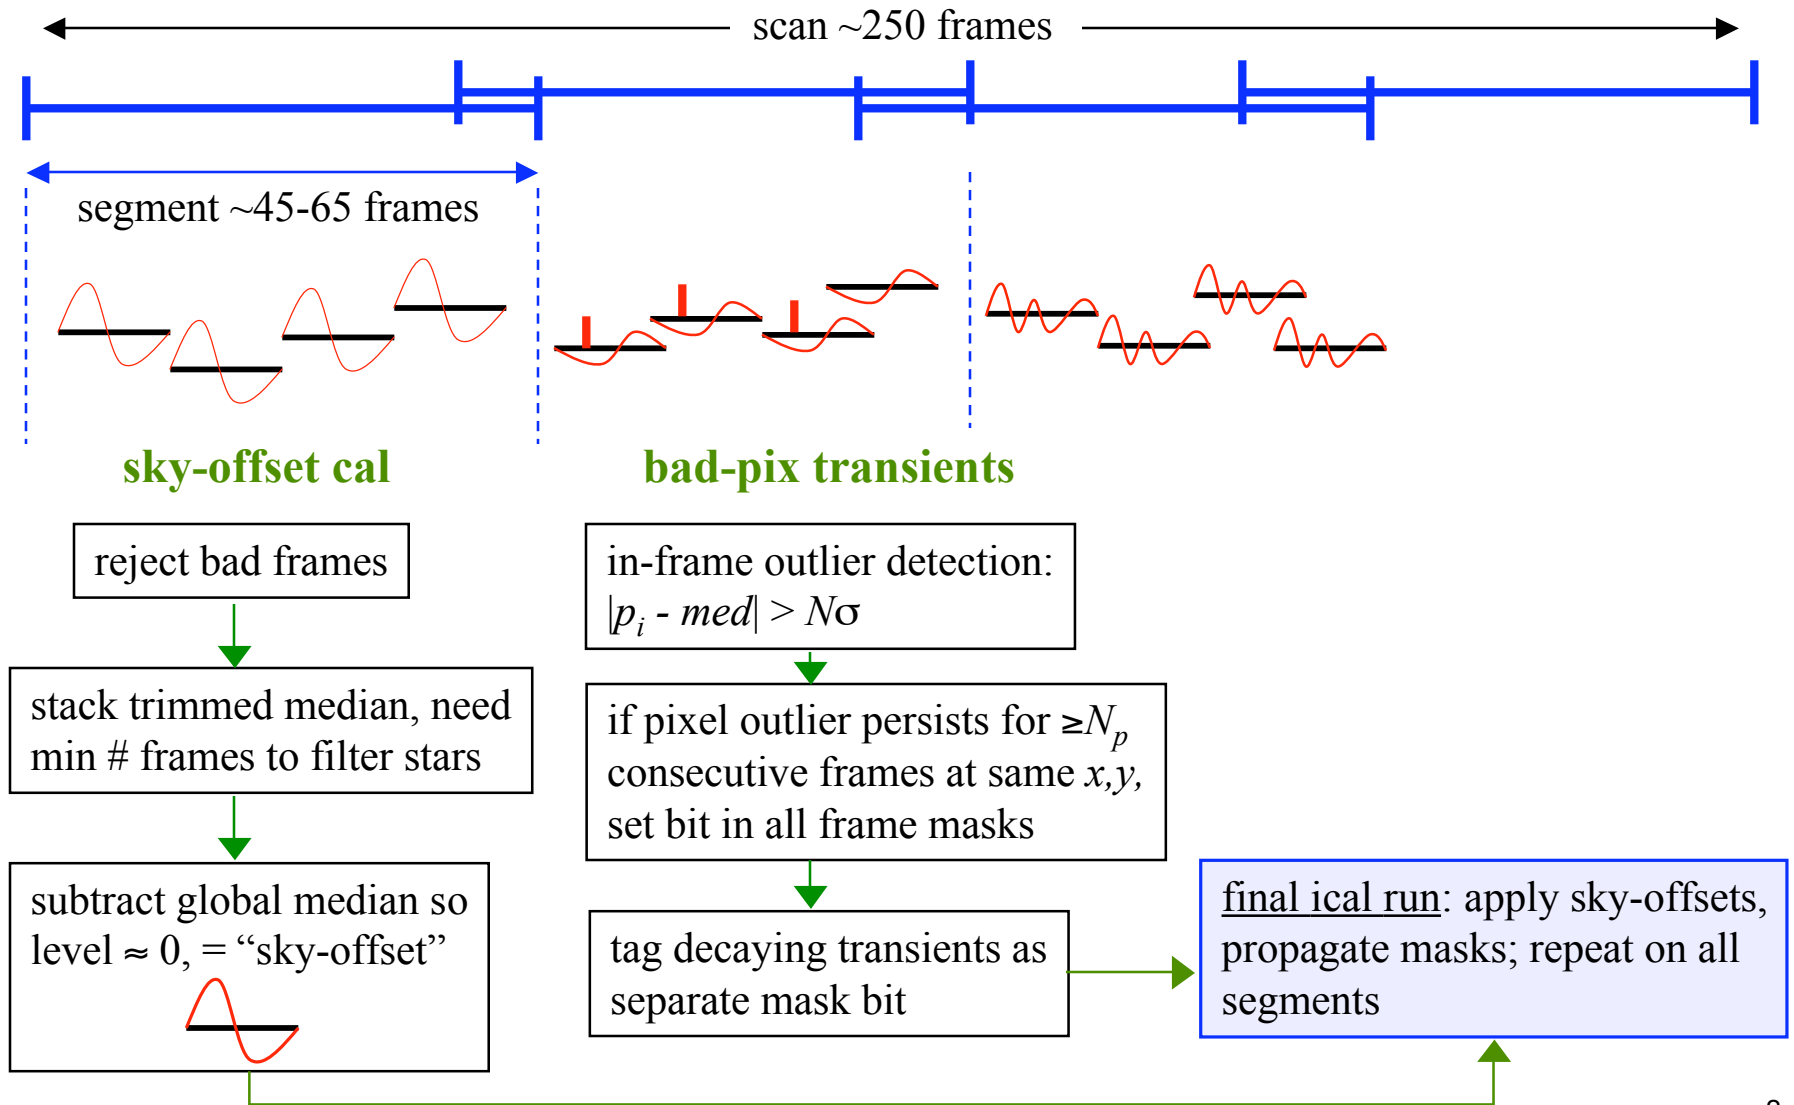 scan ~250 frames
segment ~45-65 frames
sky-offset cal
reject bad frames
stack trimmed median, need
min # frames to filter stars
subtract global median so
level ≈ 0, = “sky-offset”
bad-pix transients
in-frame outlier detection:
|p_i - med| > Nσ
if pixel outlier persists for ≥N_p
consecutive frames at same x,y,
set bit in all frame masks
tag decaying transients as
separate mask bit
final ical run: apply sky-offsets,
propagate masks; repeat on all
segments